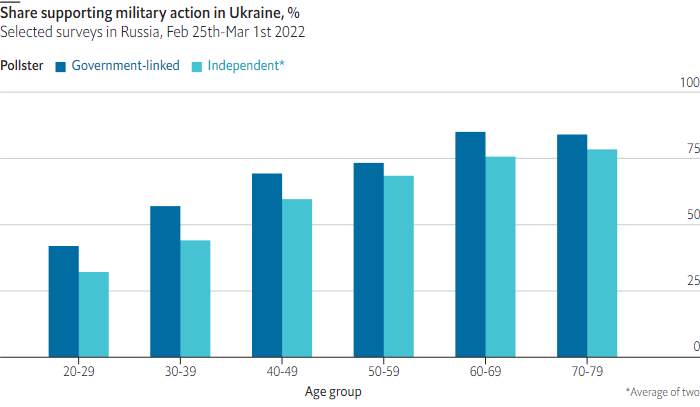 Share supporting military action in Ukraine, %
Selected surveys in Russia, Feb 25th-Mar 1st 2022
Pollster Government-linked Independent*
100
75
50
25
0
20-29 30-39 40-49 50-59 60-69 70-79
Age group
*Average of two